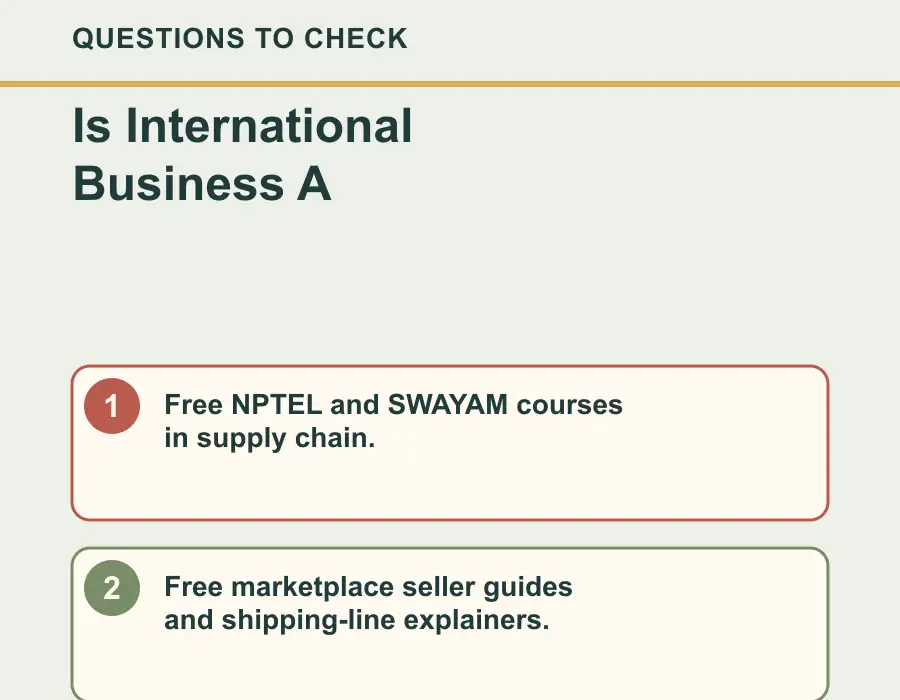 QUESTIONS TO CHECK
Is International
Business A
1
Free NPTEL and SWAYAM courses
in supply chain.
2
Free marketplace seller guides
and shipping-line explainers.